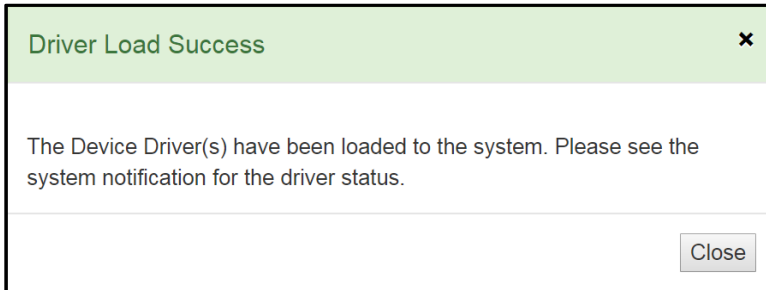 Driver Load Success
×
The Device Driver(s) have been loaded to the system. Please see the
system notification for the driver status.
Close